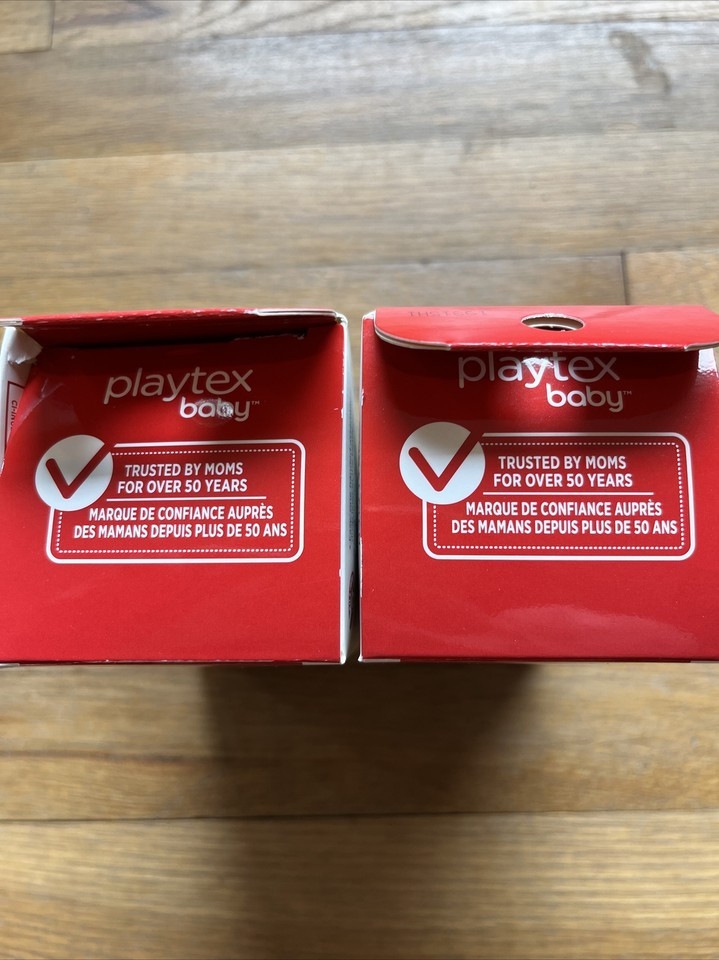 playtex
baby™
TRUSTED BY MOMS
FOR OVER 50 YEARS
MARQUE DE CONFIANCE AUPRÈS
DES MAMANS DEPUIS PLUS DE 50 ANS
playtex
baby™
TRUSTED BY MOMS
FOR OVER 50 YEARS
MARQUE DE CONFIANCE AUPRÈS
DES MAMANS DEPUIS PLUS DE 50 ANS